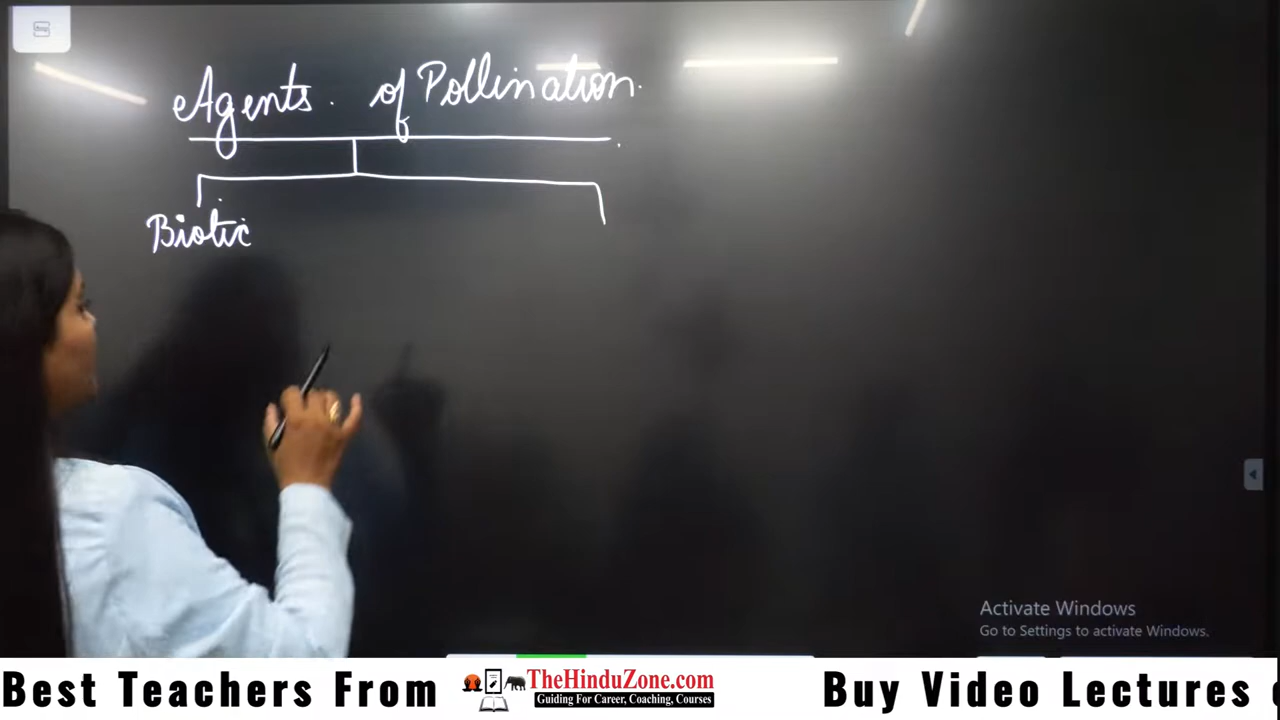 Agents. of Pollination.
Biotic
Activate Windows
Go to Settings to activate Windows.
Best Teachers From TheHinduZone.com Buy Video Lectures
Guiding For Career, Coaching, Courses